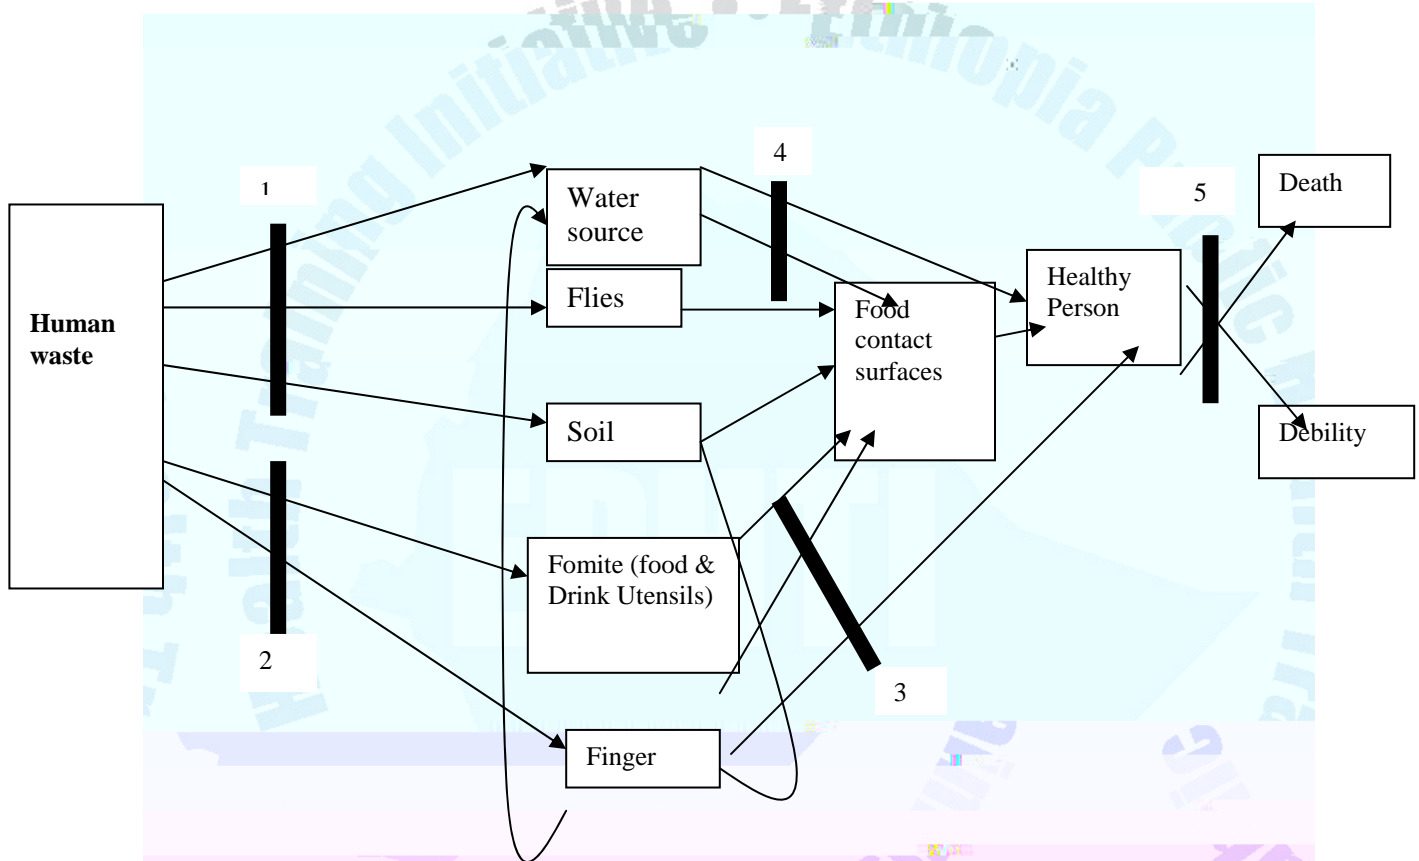 1
4
5
Death
Human
waste
Water
source
Flies
Soil
Fomite (food &
Drink Utensils)
Finger
Food
contact
surfaces
Healthy
Person
Debility
2
3